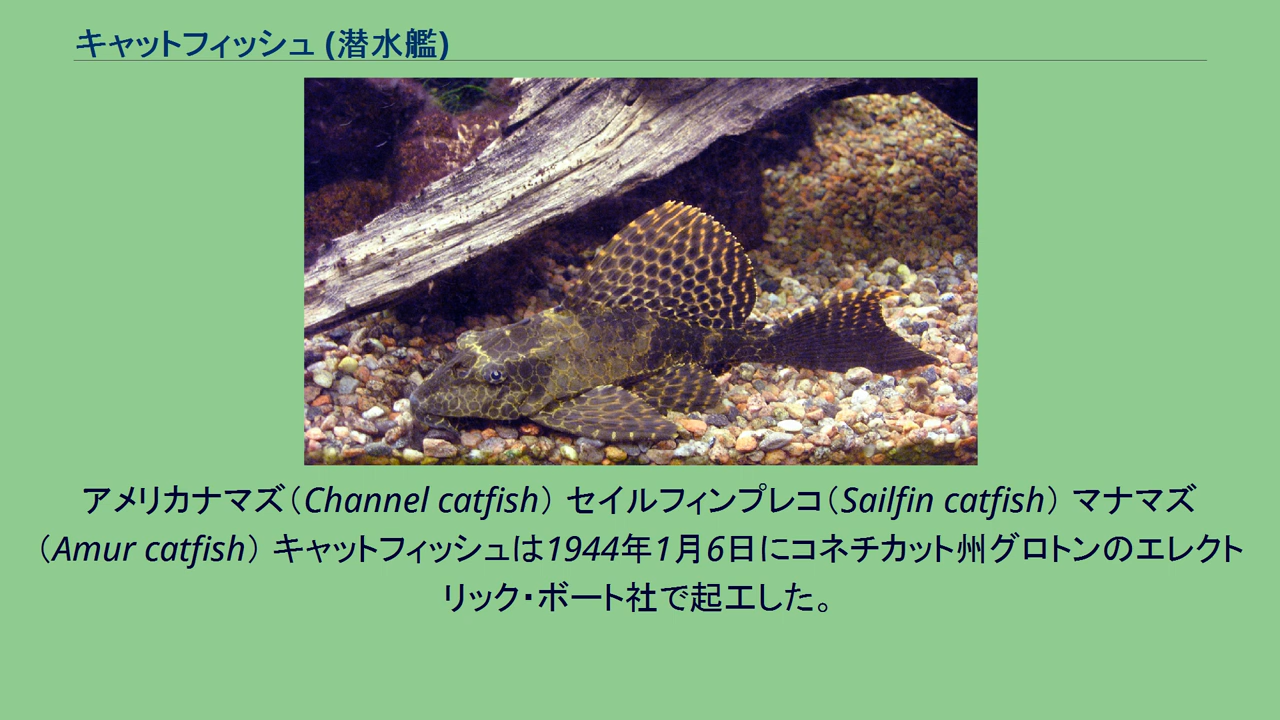 キャットフィッシュ (潜水艦)
アメリカナマズ（Channel catfish） セイルフィンプレコ（Sailfin catfish） マナマズ
（Amur catfish） キャットフィッシュは1944年1月6日にコネチカット州グロトンのエレクト
リック・ボート社で起工した。